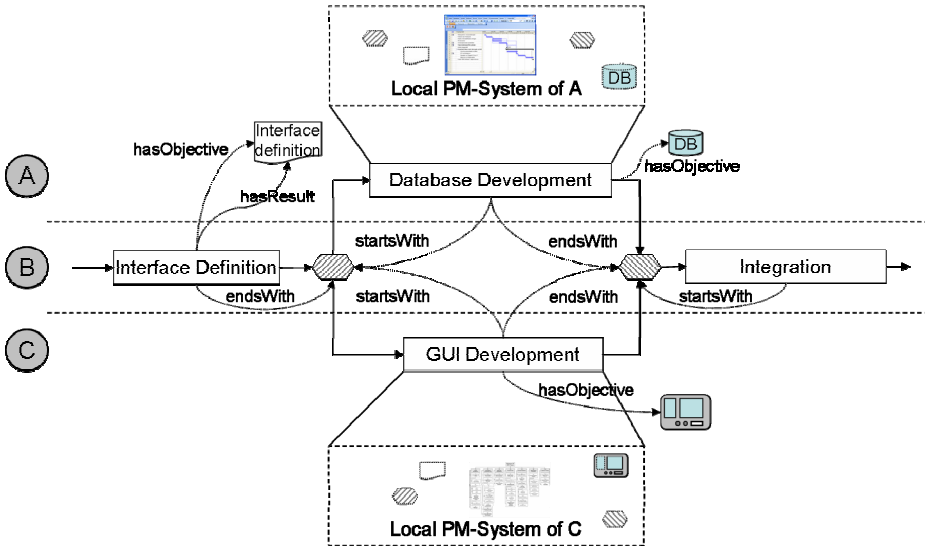 DB
Local PM-System of A
Interface
definition
hasObjective
DB
hasObjective
A
Database Development
hasResult
startsWith
endsWith
B
Interface Definition
Integration
endsWith
startsWith
endsWith
startsWith
C
GUI Development
hasObjective
Local PM-System of C